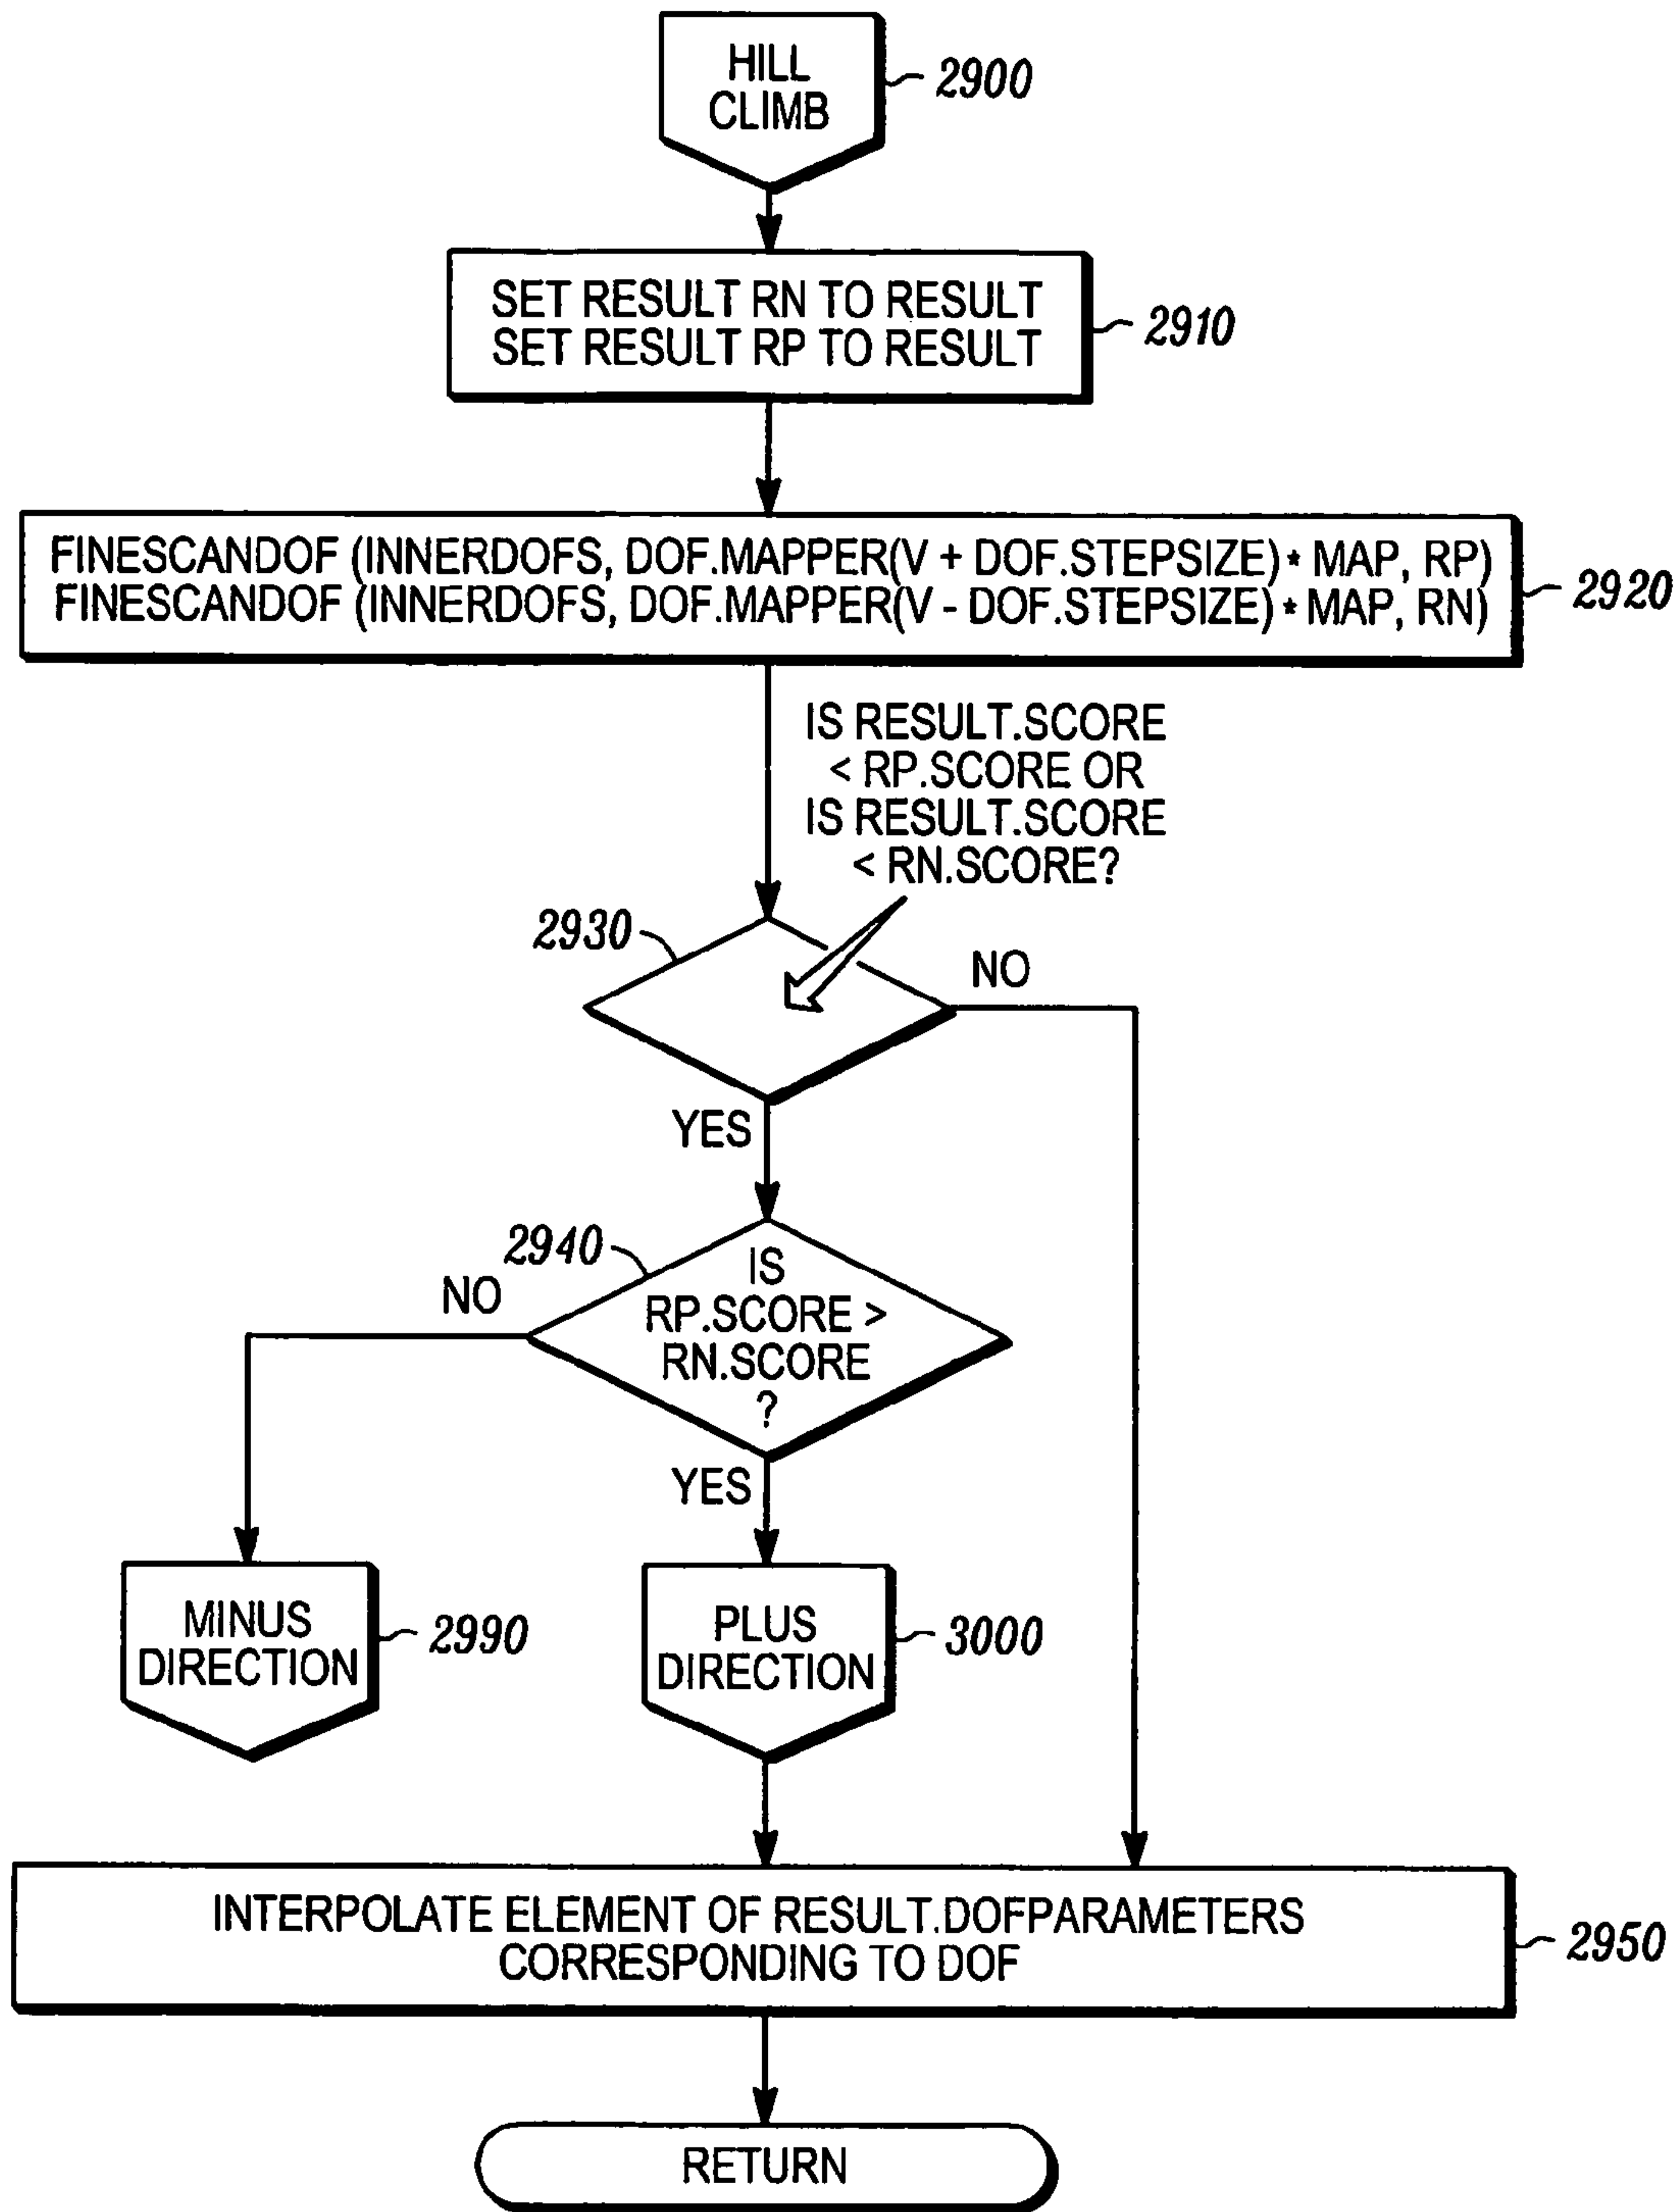 HILL
CLIMB
2900
SET RESULT RN TO RESULT
SET RESULT RP TO RESULT
2910
FINESCANDOF (INNERDOFS, DOF.MAPPER(V + DOF.STEPSIZE) * MAP, RP)
FINESCANDOF (INNERDOFS, DOF.MAPPER(V - DOF.STEPSIZE) * MAP, RN)
2920
IS RESULT.SCORE
< RP.SCORE OR
IS RESULT.SCORE
< RN.SCORE?
2930
NO
YES
2940
NO
IS
RP.SCORE >
RN.SCORE
?
YES
MINUS
DIRECTION
2990
PLUS
DIRECTION
3000
INTERPOLATE ELEMENT OF RESULT.DOFPARAMETERS
CORRESPONDING TO DOF
2950
RETURN